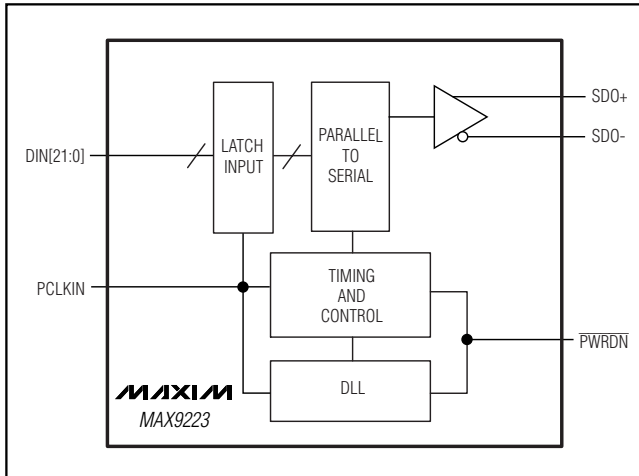 SDO+
SDO-
DIN[21:0]
LATCH
INPUT
PARALLEL
TO
SERIAL
PCLKIN
TIMING
AND
CONTROL
PWRDN
DLL
MAXIM
MAX9223